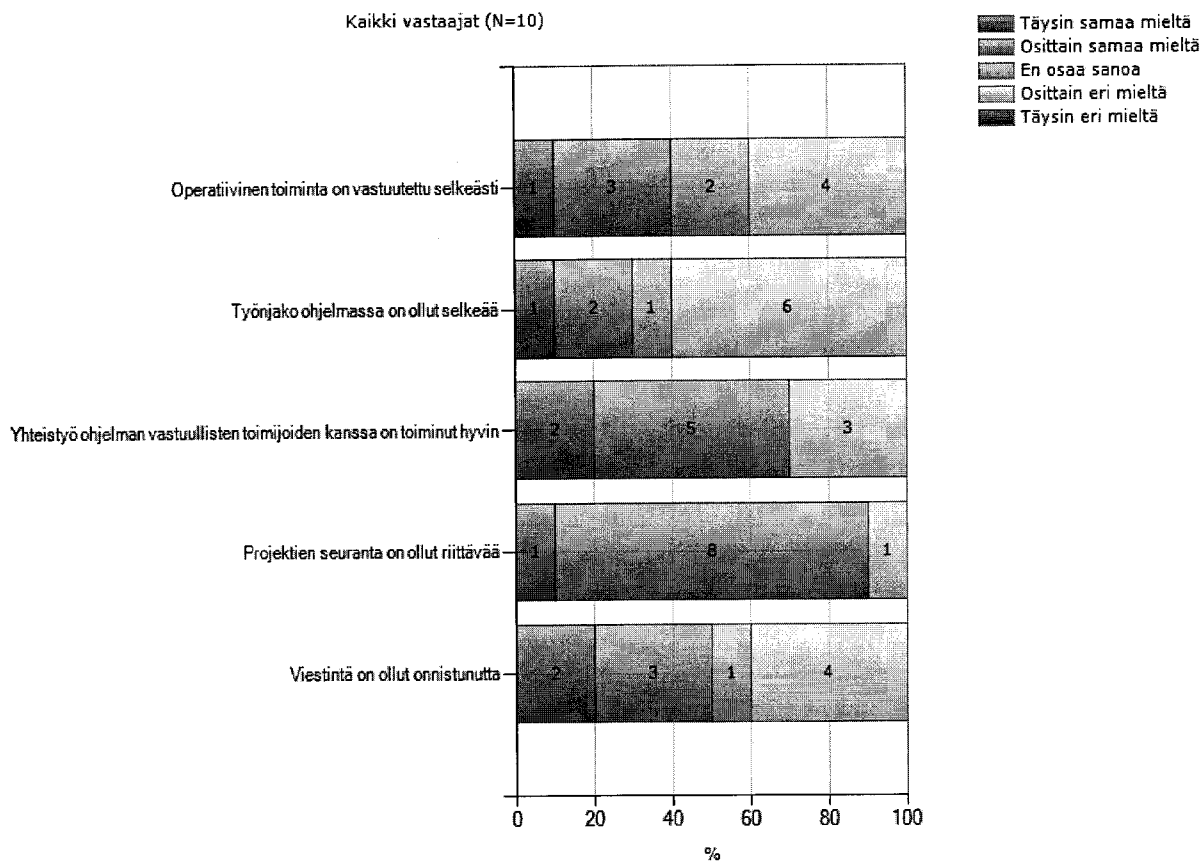 Kaikki vastaajat (N=10)
Täysin samaa mieltä
Osittain samaa mieltä
En osaa sanoa
Osittain eri mieltä
Täysin eri mieltä
Operatiivinen toiminta on vastuutettu selkeästi
1 3 2 4
Työnjako ohjelmassa on ollut selkeää
1 2 1 6
Yhteistyö ohjelman vastuullisten toimijoiden kanssa on toiminut hyvin
2 5 3
Projektien seuranta on ollut riittävää
1 8 1
Viestintä on ollut onnistunutta
2 3 1 4
0 20 40 60 80 100
%